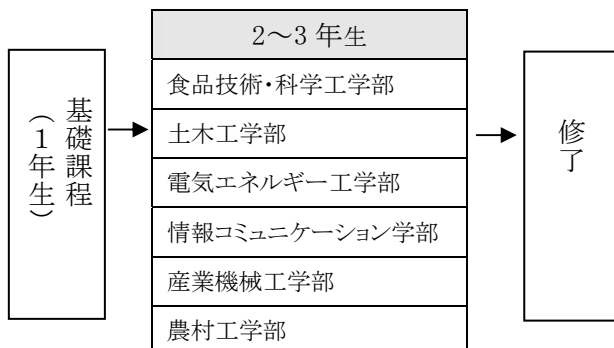 基礎課程
（1年生）
2～3年生
食品技術・科学工学部
土木工学部
電気エネルギー工学部
情報コミュニケーション学部
産業機械工学部
農村工学部
修了